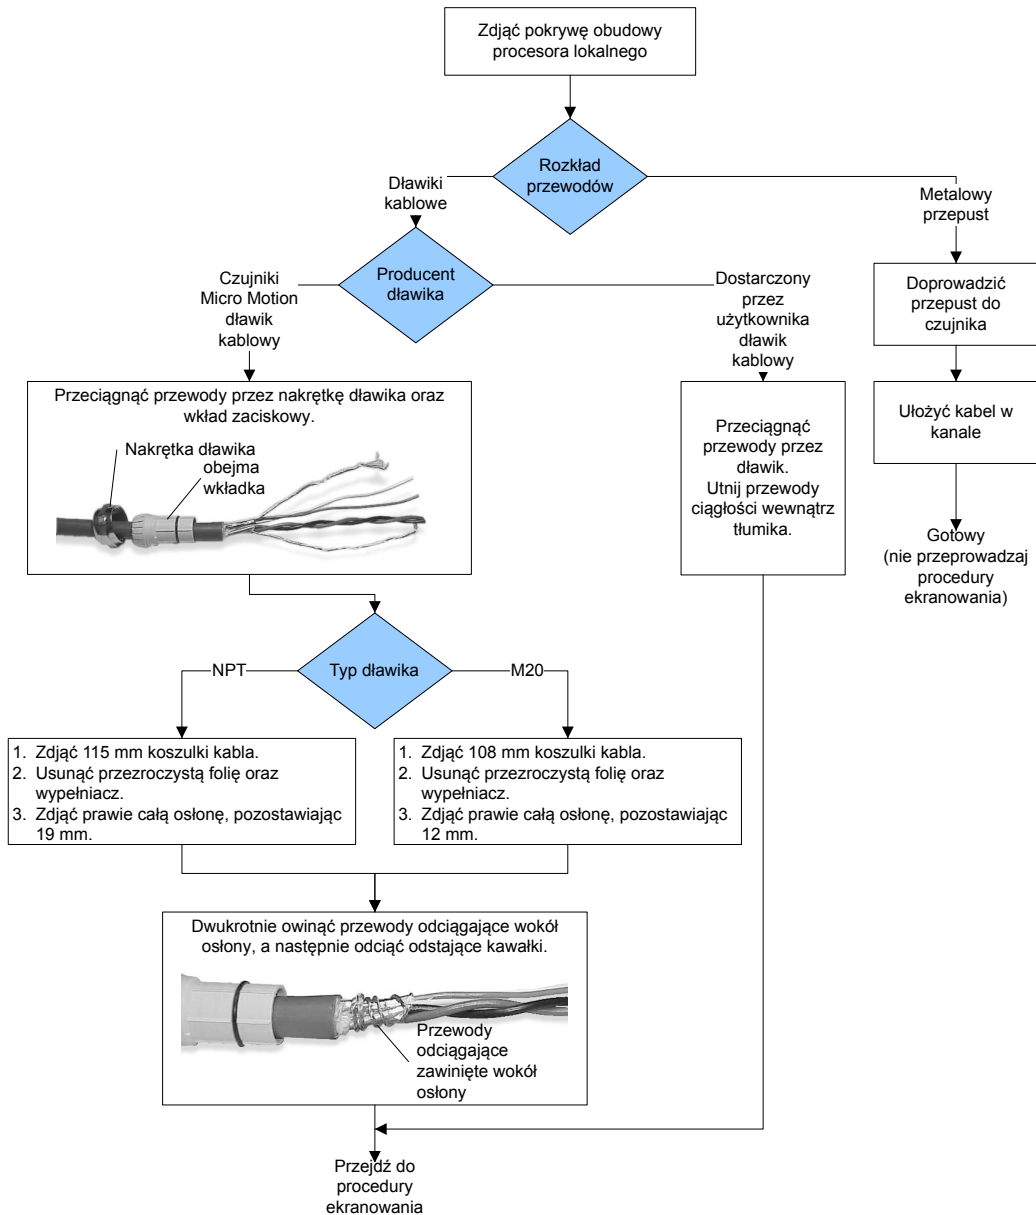 Zdjąć pokrywę obudowy
procesora lokalnego
Rozkład
przewodów
Dławiki
kablowe
Metalowy
przepust
Producent
dławika
Czujniki
Micro Motion
dławik
kablowy
Dostarczony
przez
użytkownika
dławik
kablowy
Doprowadzić
przepust do
czujnika
Przeciągnąć przewody przez nakrętkę dławika oraz
wkład zaciskowy.
Nakrętka dławika
obejma
wkładka
Przeciągnąć
przewody przez
dławik.
Utnij przewody
ciągłości wewnątrz
tłumika.
Ułożyć kabel w
kanale
Gotowy
(nie przeprowadzaj
procedury
ekranowania)
Typ dławika
NPT
M20
1. Zdjąć 115 mm koszulki kabla.
2. Usunąć przezroczystą folię oraz
wypełniacz.
3. Zdjąć prawie całą osłonę, pozostawiając
19 mm.
1. Zdjąć 108 mm koszulki kabla.
2. Usunąć przezroczystą folię oraz
wypełniacz.
3. Zdjąć prawie całą osłonę, pozostawiając
12 mm.
Dwukrotnie owinąć przewody odciągające wokół
osłony, a następnie odciąć odstające kawałki.
Przewody
odciągające
zawinięte wokół
osłony
Przejdź do
procedury
ekranowania